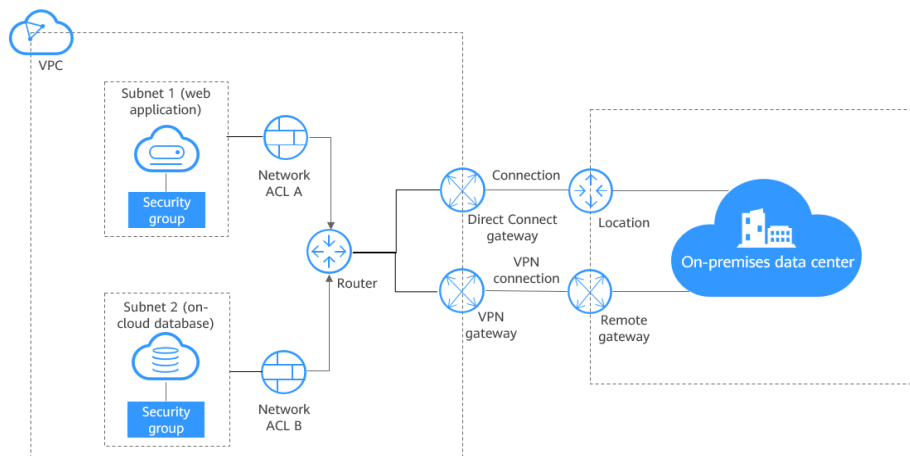 VPC
Subnet 1 (web
application)
Security
group
Network
ACL A
Router
Subnet 2 (on-
cloud database)
Security
group
Network
ACL B
Connection
Direct Connect
gateway
Location
VPN
connection
VPN
gateway
Remote
gateway
On-premises data center